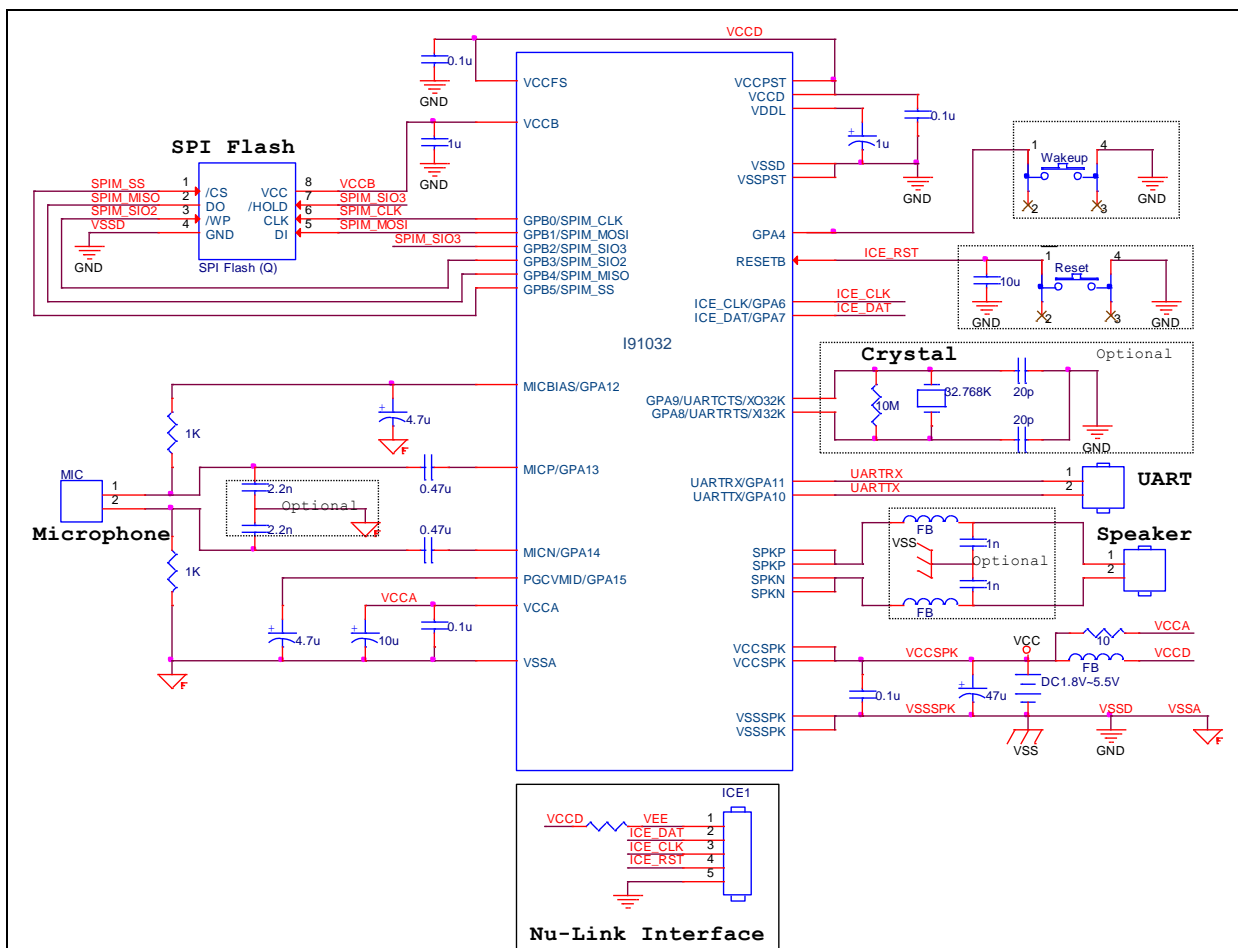 VCCD
0.1u
GND
VCCFS
VCCB
1u
GND
VCCPST
VCCD
VDDL
VSSD
VSSPST
0.1u
1u
GND
SPI Flash
SPIM_SS
SPIM_MISO
SPIM_SIO2
VSSD
GND
1
2
3
4
/CS
DO
/WP
GND
VCC
/HOLD
CLK
DI
8
7
6
5
VCCB
SPIM_SIO3
SPIM_CLK
SPIM_MOSI
SPI Flash (Q)
SPIM_SIO3
GPB0/SPIM_CLK
GPB1/SPIM_MOSI
GPB2/SPIM_SIO3
GPB3/SPIM_SIO2
GPB4/SPIM_MISO
GPB5/SPIM_SS
1
Wakeup
4
2
3
GND
GPA4
RESETB
ICE_RST
10u
GND
1
Reset
4
2
3
GND
ICE_CLK/GPA6
ICE_DAT/GPA7
ICE_CLK
ICE_DAT
I91032
Crystal
Optional
GPA9/UARTCTS/XO32K
GPA8/UARTRTS/XI32K
10M
32.768K
20p
20p
GND
MICBIAS/GPA12
4.7u
F
1K
MIC
1
2
Microphone
2.2n
Optional
2.2n
F
0.47u
0.47u
MICP/GPA13
MICN/GPA14
1K
PGCVMID/GPA15
VCCA
VCCA
4.7u
10u
0.1u
VSSA
F
UARTRX/GPA11
UARTTX/GPA10
UARTRX
UARTTX
1
2
UART
SPKP
SPKP
SPKN
SPKN
FB
VSS
1n
Optional
1n
FB
Speaker
1
2
VCCSPK
VCCSPK
VCCSPK
VCC
10
VCCA
FB
VCCD
0.1u
47u
DC1.8V~5.5V
VSSSPK
VSSSPK
VSSSPK
VSS
VSSD
GND
VSSA
F
ICE1
VCCD
VEE
ICE_DAT
ICE_CLK
ICE_RST
1
2
3
4
5
Nu-Link Interface